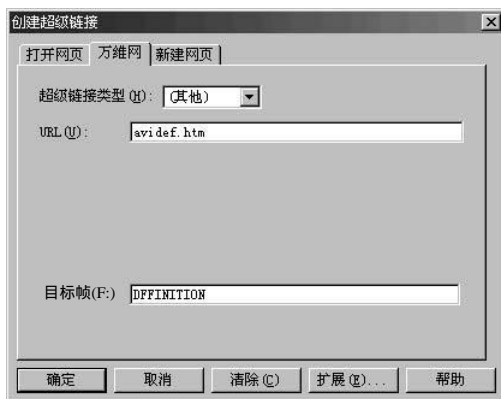 创建超级链接
打开网页 万维网 新建网页
超级链接类型(H): (其他)
URL(U): avidef.htm
目标帧(F:) DFFINITION
确定 取消 清除(C) 扩展(E)... 帮助